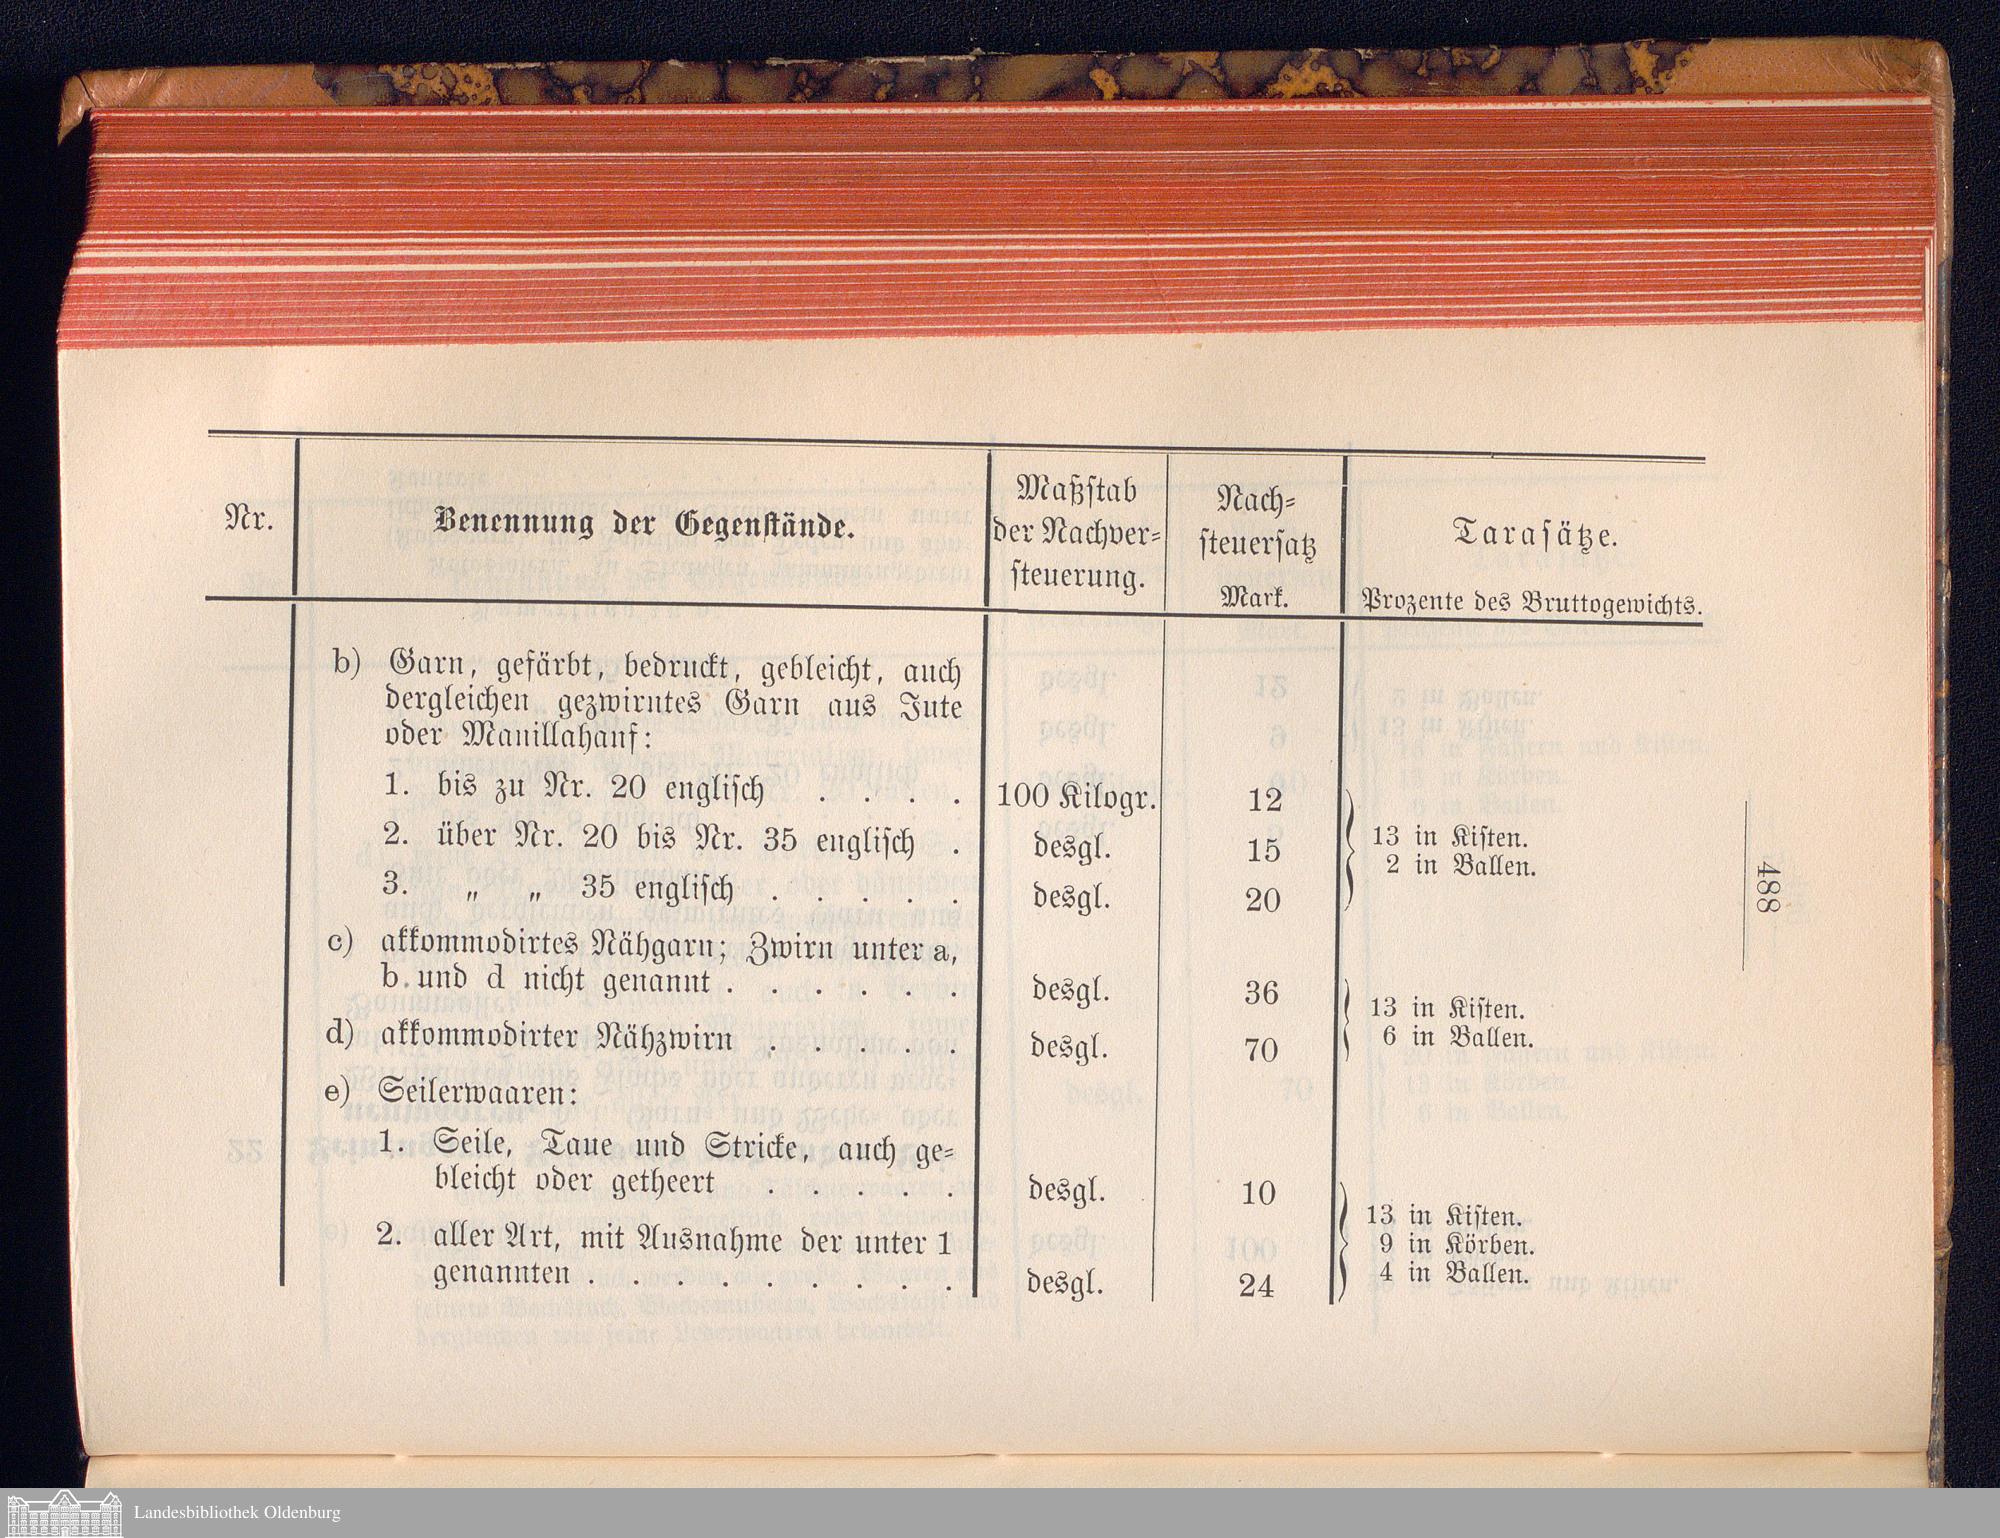 Nr.
Benennung der Gegenstände.
Maßstab
der Nachver-
steuerung.
Nach-
steuersatz
Mark.
Tarasätze.
Prozente des Bruttogewichts.
b) Garn, gefärbt, bedruckt, gebleicht, auch
dergleichen gezwirntes Garn aus Jute
oder Manillahanf:
1. bis zu Nr. 20 englisch . . . . 100 Kilogr. 12
2. über Nr. 20 bis Nr. 35 englisch . desgl. 15
3. „ „ 35 englisch . . . . . desgl. 20
13 in Kisten.
2 in Ballen.
c) akkommodirtes Nähgarn; Zwirn unter a,
b und d nicht genannt . . . . . . desgl. 36
d) akkommodirter Nähzwirn . . . . . desgl. 70
13 in Kisten.
6 in Ballen.
e) Seilerwaaren:
1. Seile, Taue und Stricke, auch ge-
bleicht oder getheert . . . . . desgl. 10
2. aller Art, mit Ausnahme der unter 1
genannten . . . . . . . . . desgl. 24
13 in Kisten.
9 in Körben.
4 in Ballen.
488
Landesbibliothek Oldenburg